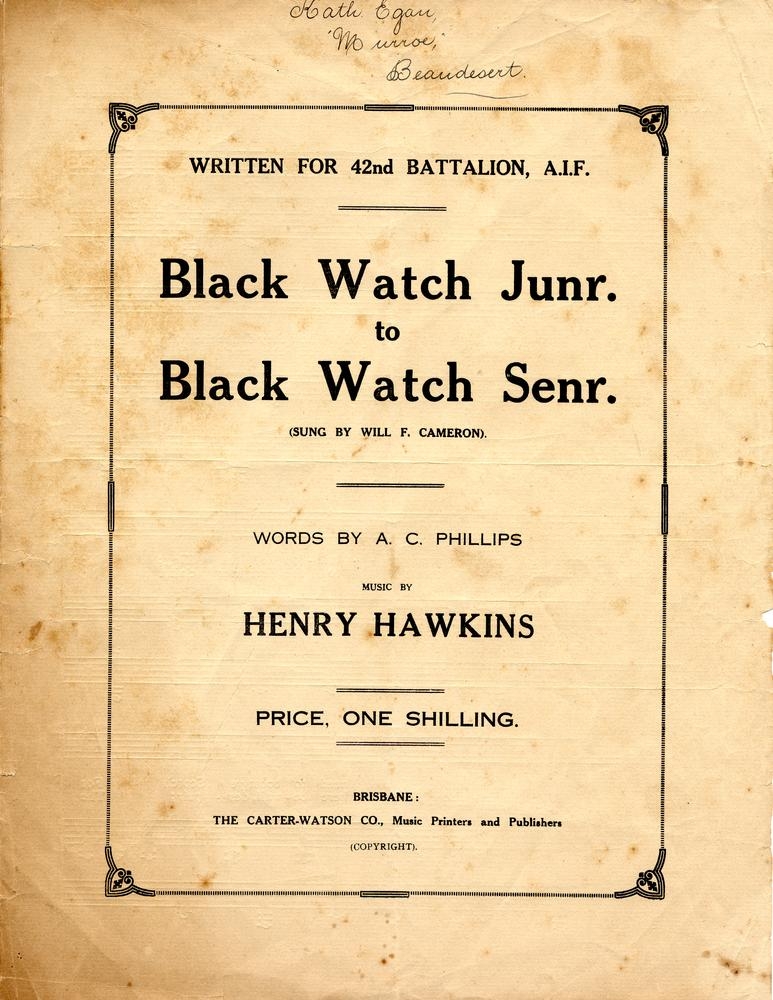 Kath. Egan,
"Murroe,"
Beaudesert.
WRITTEN FOR 42nd BATTALION, A.I.F.
Black Watch Junr.
to
Black Watch Senr.
(SUNG BY WILL F. CAMERON).
WORDS BY A. C. PHILLIPS
MUSIC BY
HENRY HAWKINS
PRICE, ONE SHILLING.
BRISBANE:
THE CARTER-WATSON CO., Music Printers and Publishers
(COPYRIGHT).